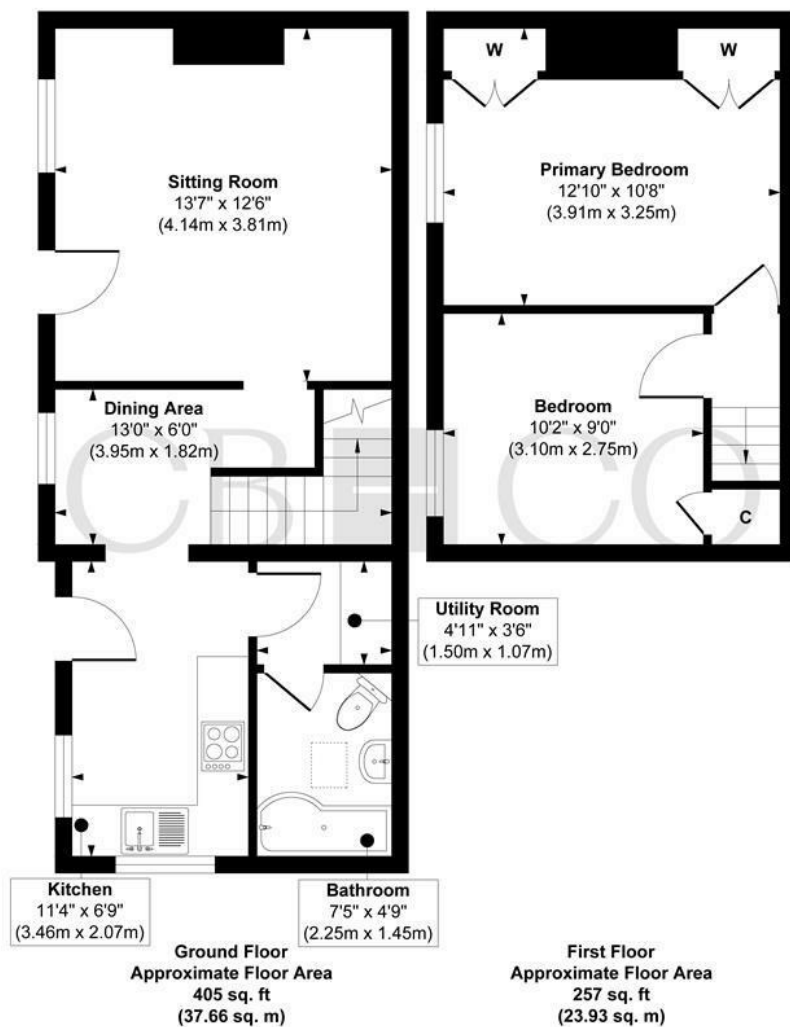 W
W
Sitting Room
13'7" x 12'6"
(4.14m x 3.81m)
Primary Bedroom
12'10" x 10'8"
(3.91m x 3.25m)
Dining Area
13'0" x 6'0"
(3.95m x 1.82m)
Bedroom
10'2" x 9'0"
(3.10m x 2.75m)
CBHCO
C
Utility Room
4'11" x 3'6"
(1.50m x 1.07m)
Kitchen
11'4" x 6'9"
(3.46m x 2.07m)
Bathroom
7'5" x 4'9"
(2.25m x 1.45m)
Ground Floor
Approximate Floor Area
405 sq. ft
(37.66 sq. m)
First Floor
Approximate Floor Area
257 sq. ft
(23.93 sq. m)